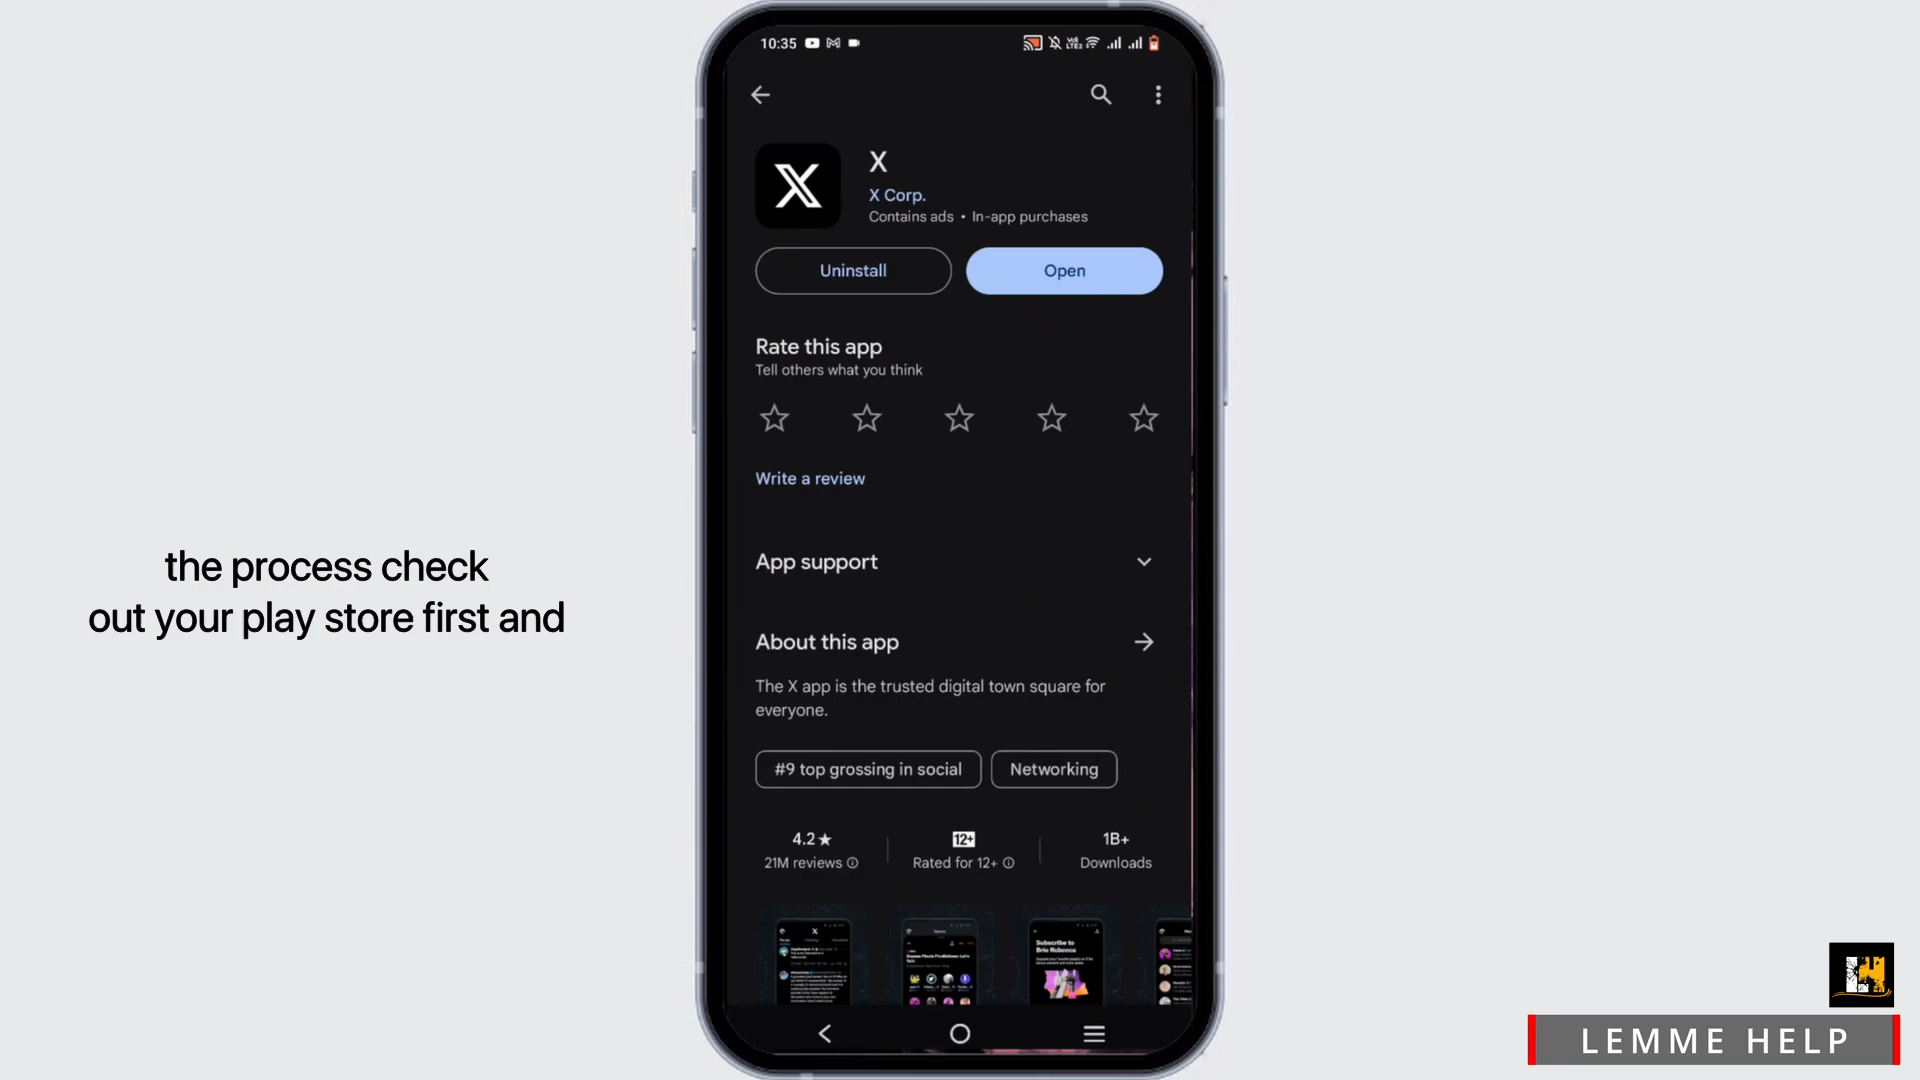 10:35
X
X Corp.
Contains ads • In-app purchases
Uninstall
Open
Rate this app
Tell others what you think
Write a review
the process check
out your play store first and
App support
About this app
The X app is the trusted digital town square for
everyone.
#9 top grossing in social
Networking
4.2★
21M reviews
12+
Rated for 12+
1B+
Downloads
Subscribe to
LEMME HELP